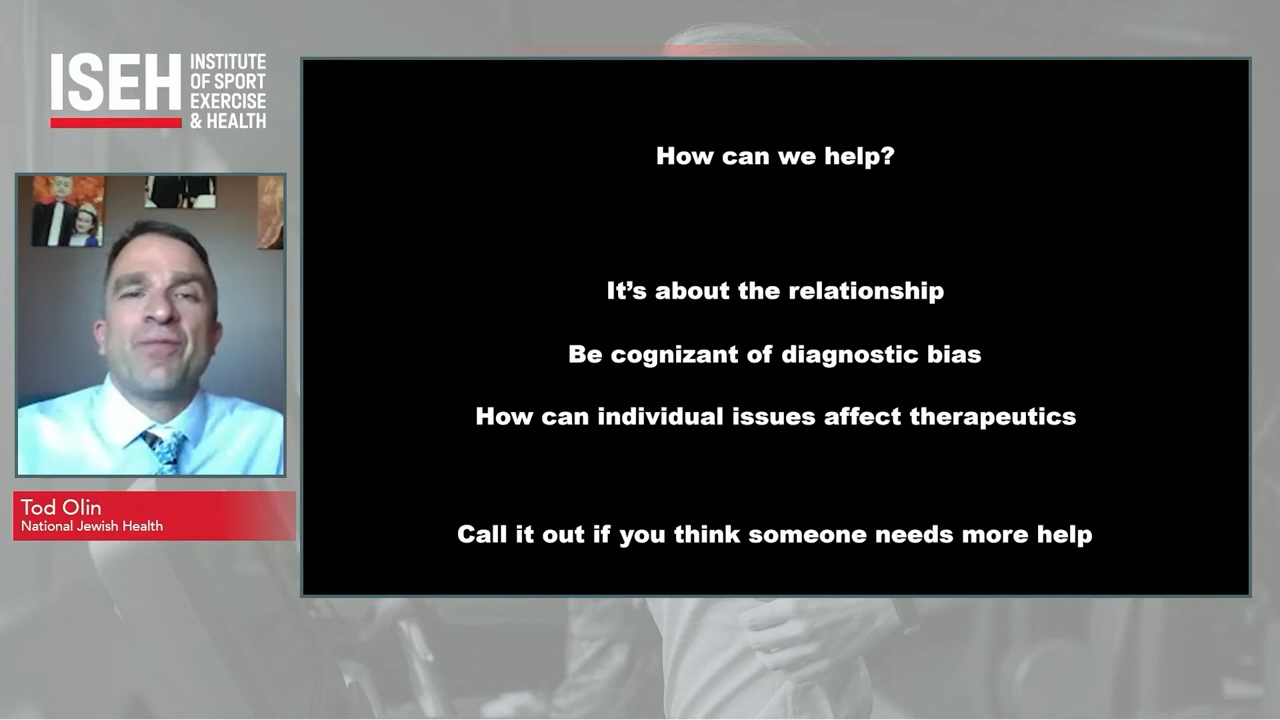 ISEH
INSTITUTE
OF SPORT
EXERCISE
& HEALTH
How can we help?
It’s about the relationship
Be cognizant of diagnostic bias
How can individual issues affect therapeutics
Call it out if you think someone needs more help
Tod Olin
National Jewish Health